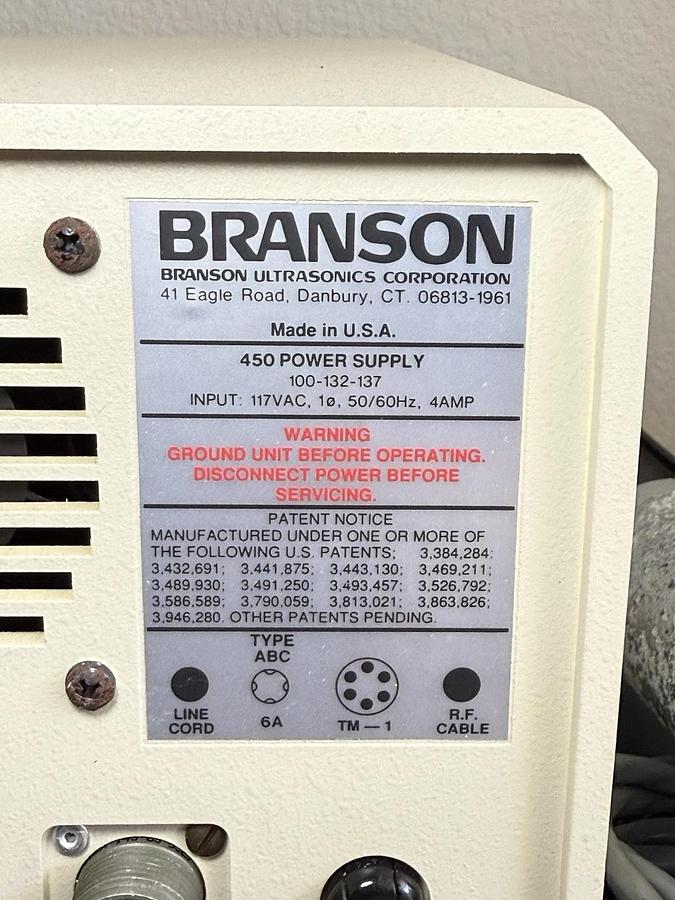 BRANSON
BRANSON ULTRASONICS CORPORATION
41 Eagle Road, Danbury, CT. 06813-1961
Made in U.S.A.
450 POWER SUPPLY
100-132-137
INPUT: 117VAC, 1ø, 50/60Hz, 4AMP
WARNING
GROUND UNIT BEFORE OPERATING.
DISCONNECT POWER BEFORE
SERVICING.
PATENT NOTICE
MANUFACTURED UNDER ONE OR MORE OF
THE FOLLOWING U.S. PATENTS; 3,384,284:
3,432,691; 3,441,875; 3,443,130; 3,469,211;
3,489,930; 3,491,250; 3,493,457; 3,526,792;
3,586,589; 3,790,059; 3,813,021; 3,863,826;
3,946,280. OTHER PATENTS PENDING.
TYPE
ABC
LINE
CORD
6A
TM — 1
R.F.
CABLE